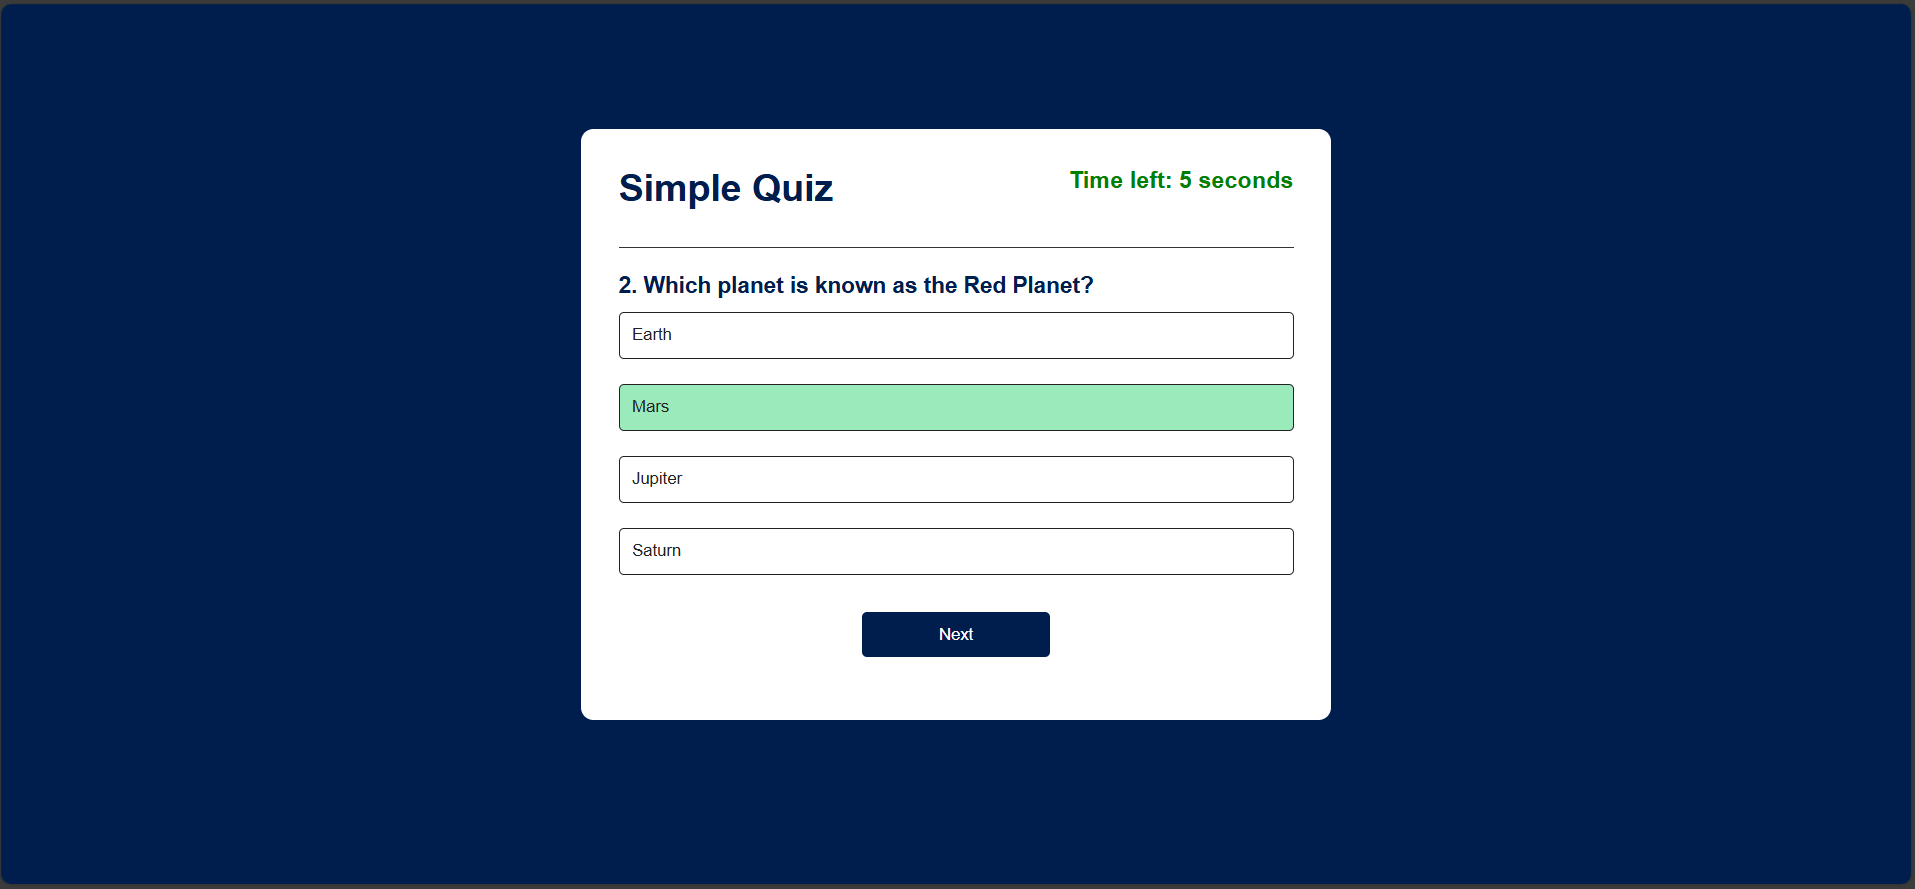 Simple Quiz
Time left: 5 seconds
2. Which planet is known as the Red Planet?
Earth
Mars
Jupiter
Saturn
Next